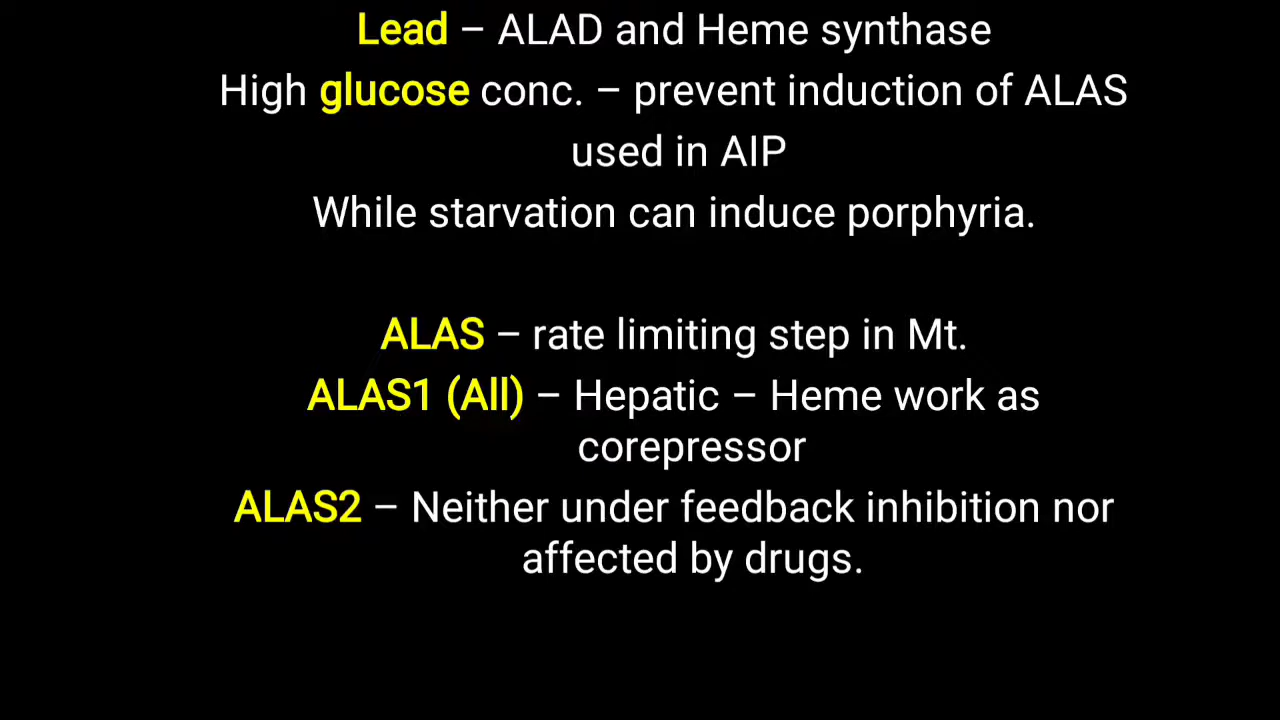 Lead – ALAD and Heme synthase
High glucose conc. – prevent induction of ALAS
used in AIP
While starvation can induce porphyria.
ALAS – rate limiting step in Mt.
ALAS1 (All) – Hepatic – Heme work as
corepressor
ALAS2 – Neither under feedback inhibition nor
affected by drugs.